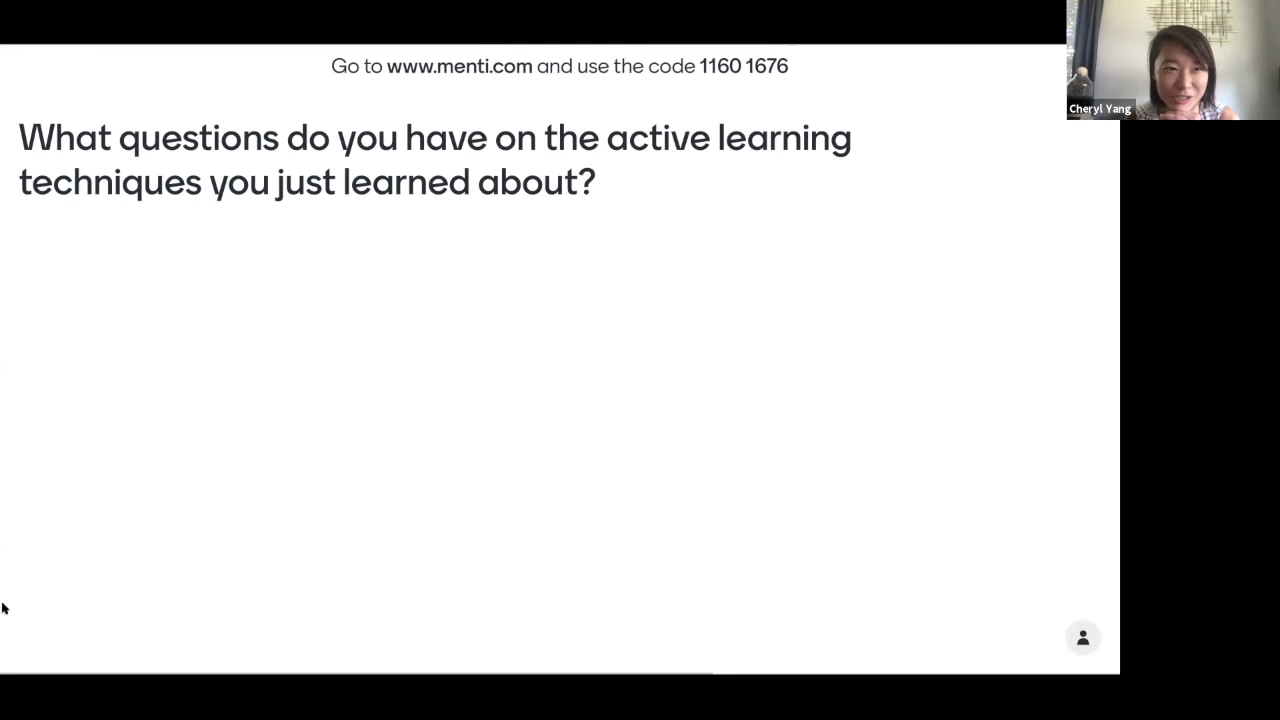 Go to www.menti.com and use the code 1160 1676
Cheryl Yang
What questions do you have on the active learning
techniques you just learned about?